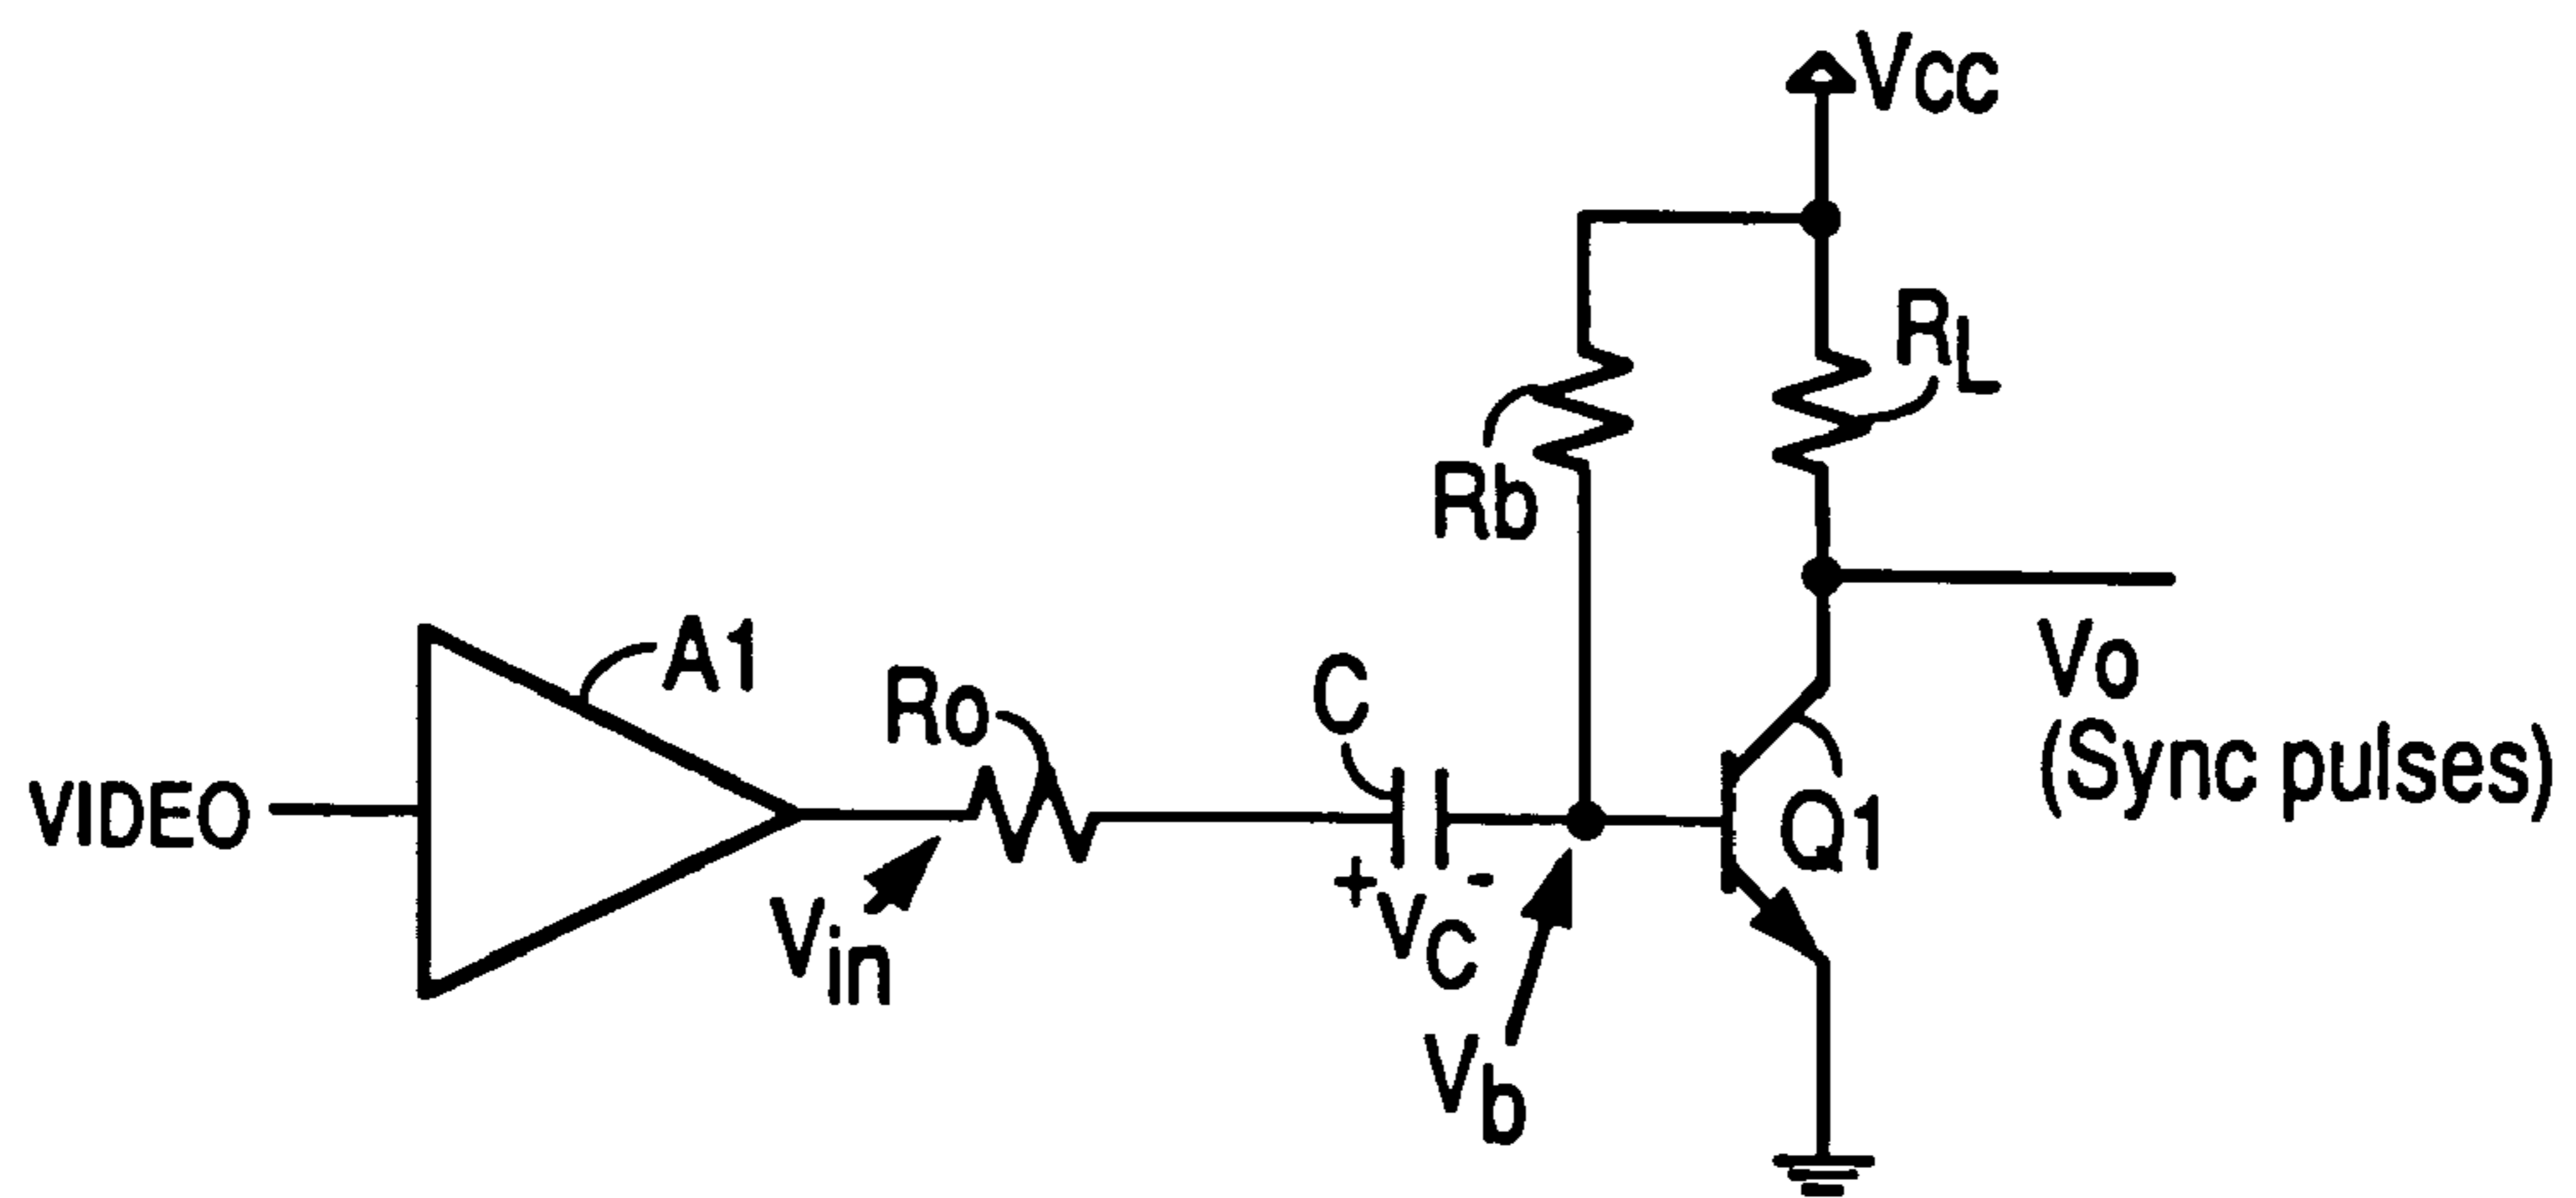 Vcc
RL
Rb
A1
Ro
C
VIDEO
Vin
+ Vc -
Vb
Q1
Vo
(Sync pulses)